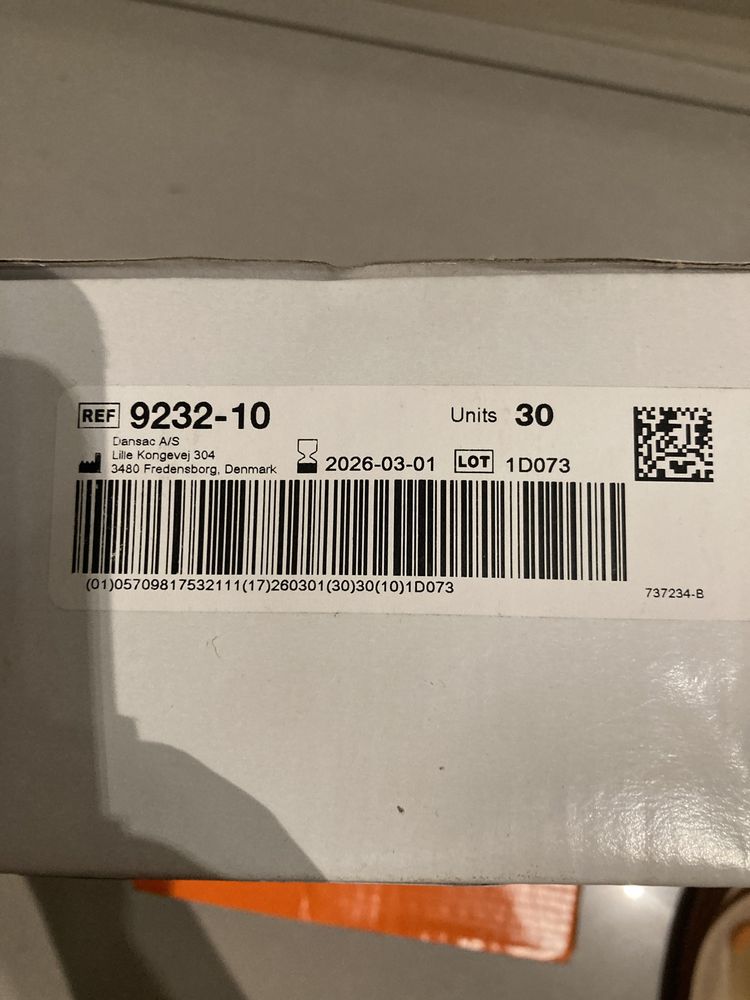 REF 9232-10 Units 30
Dansac A/S
Lille Kongevej 304
3480 Fredensborg, Denmark 2026-03-01 LOT 1D073
(01)05709817532111(17)260301(30)30(10)1D073
737234-B